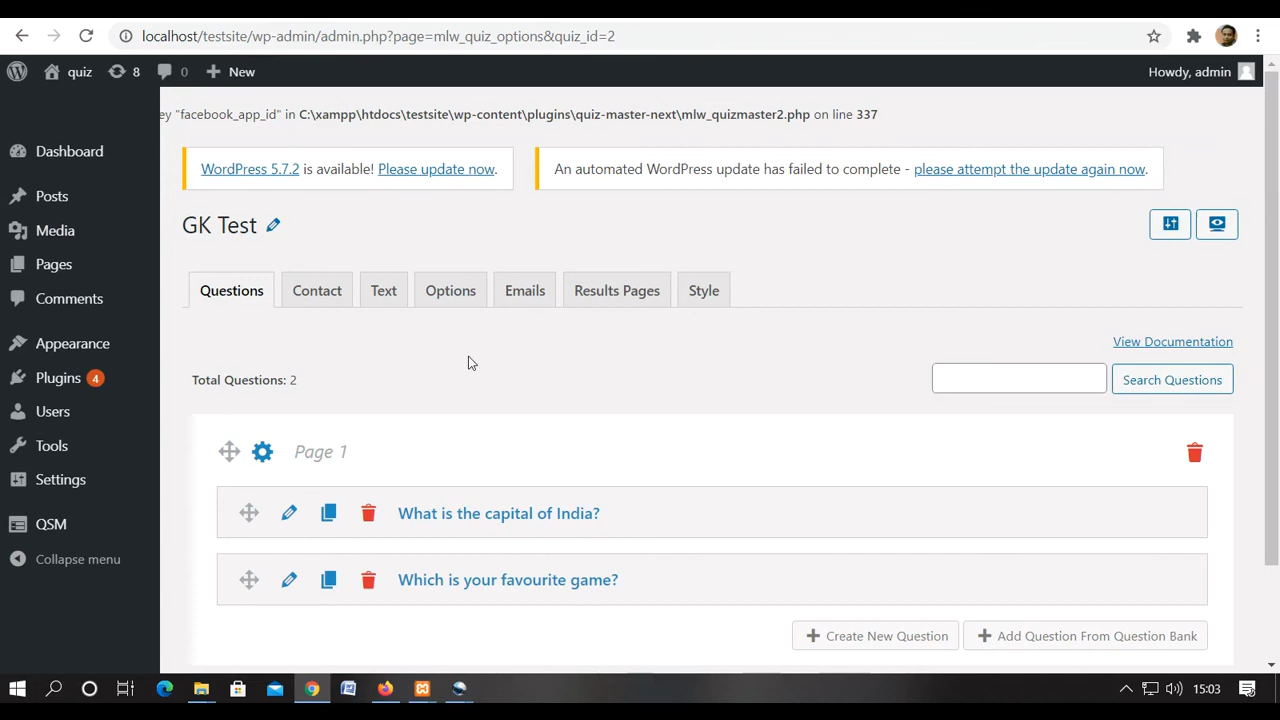 localhost/testsite/wp-admin/admin.php?page=mlw_quiz_options&quiz_id=2
quiz 8 0 New Howdy, admin
ey "facebook_app_id" in C:\xampp\htdocs\testsite\wp-content\plugins\quiz-master-next\mlw_quizmaster2.php on line 337
Dashboard
Posts
Media
Pages
Comments
Appearance
Plugins 4
Users
Tools
Settings
QSM
Collapse menu
WordPress 5.7.2 is available! Please update now.
An automated WordPress update has failed to complete - please attempt the update again now.
GK Test
Questions Contact Text Options Emails Results Pages Style
View Documentation
Total Questions: 2
Search Questions
Page 1
What is the capital of India?
Which is your favourite game?
Create New Question Add Question From Question Bank
15:03